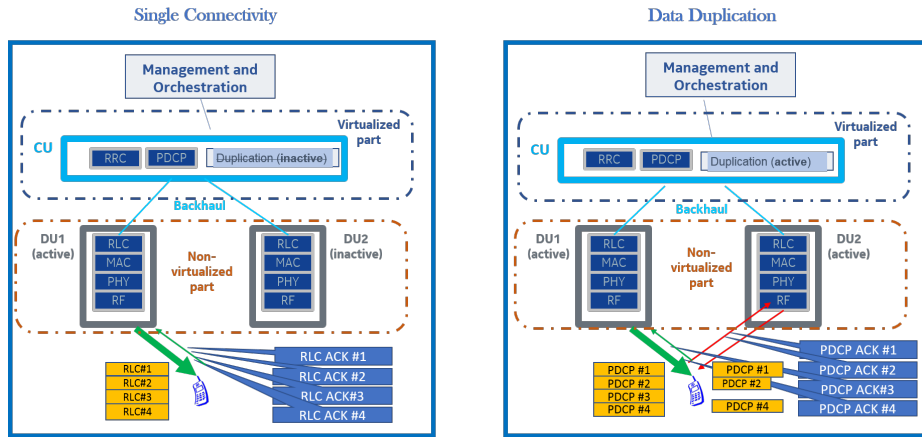 Single Connectivity
Management and
Orchestration
Virtualized
part
CU
RRC
PDCP
Duplication (inactive)
Backhaul
DU1
(active)
RLC
MAC
PHY
RF
Non-
virtualized
part
RLC
MAC
PHY
RF
DU2
(inactive)
RLC#1
RLC#2
RLC#3
RLC#4
RLC ACK #1
RLC ACK #2
RLC ACK#3
RLC ACK #4
Data Duplication
Management and
Orchestration
Virtualized
part
CU
RRC
PDCP
Duplication (active)
Backhaul
DU1
(active)
RLC
MAC
PHY
RF
Non-
virtualized
part
RLC
MAC
PHY
RF
DU2
(active)
PDCP #1
PDCP #2
PDCP #3
PDCP #4
PDCP #1
PDCP #2
PDCP #4
PDCP ACK #1
PDCP ACK #2
PDCP ACK#3
PDCP ACK #4